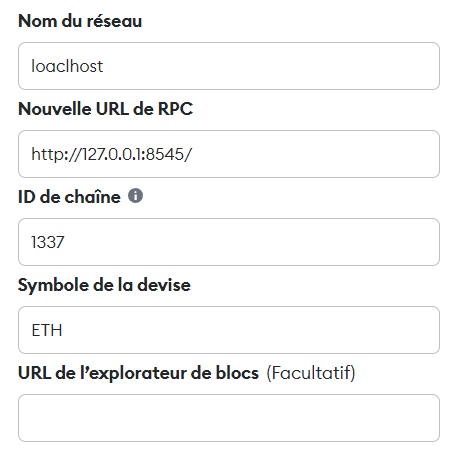 Nom du réseau
loaclhost
Nouvelle URL de RPC
http://127.0.0.1:8545/
ID de chaîne
1337
Symbole de la devise
ETH
URL de l’explorateur de blocs (Facultatif)